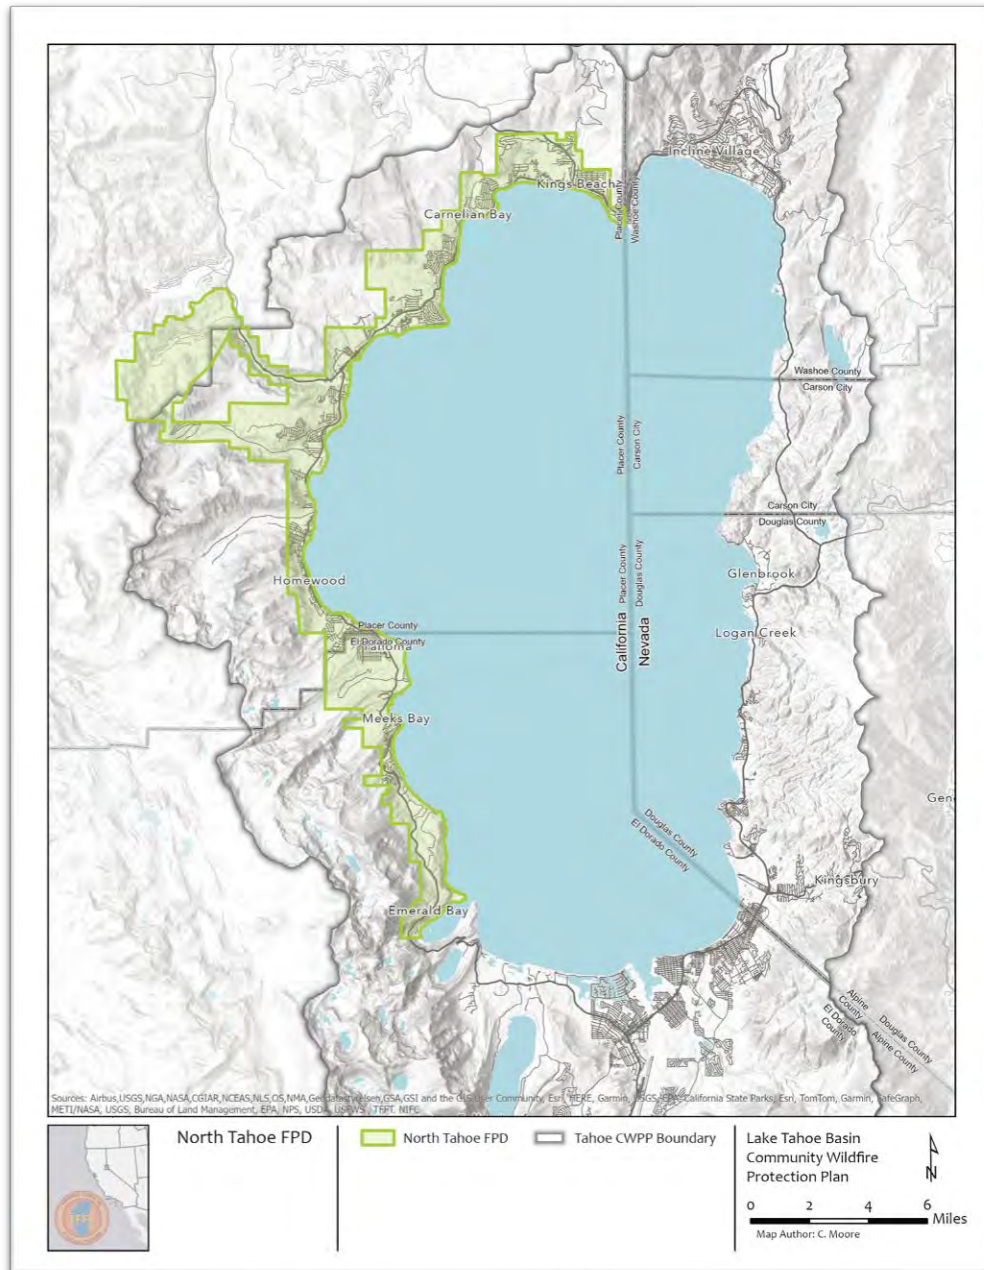 Incline Village
Kings Beach
Carnelian Bay
Placer County
Washoe County
Washoe County
Carson City
Placer County
Carson City
Carson City
Douglas County
Glenbrook
Placer County
Douglas County
Homewood
Placer County
El Dorado County
Tahoma
California
Nevada
Logan Creek
Meeks Bay
Gen
Douglas County
El Dorado County
Kingsbury
Emerald Bay
Alpine
County
El Dorado
County
Douglas County
Alpine County
Sources: Airbus,USGS,NGA,NASA,CGIAR,NCEAS,NLS,OS,NMA,Geodatastyrelsen,GSA,GSI and the GIS User Community, Esri, HERE, Garmin, USGS, EPA, California State Parks, Esri, TomTom, Garmin, SafeGraph,
METI/NASA, USGS, Bureau of Land Management, EPA, NPS, USDA, USFWS, TFFT, NIFC
North Tahoe FPD
North Tahoe FPD
Tahoe CWPP Boundary
Lake Tahoe Basin
Community Wildfire
Protection Plan
N
0 2 4 6
Miles
Map Author: C. Moore